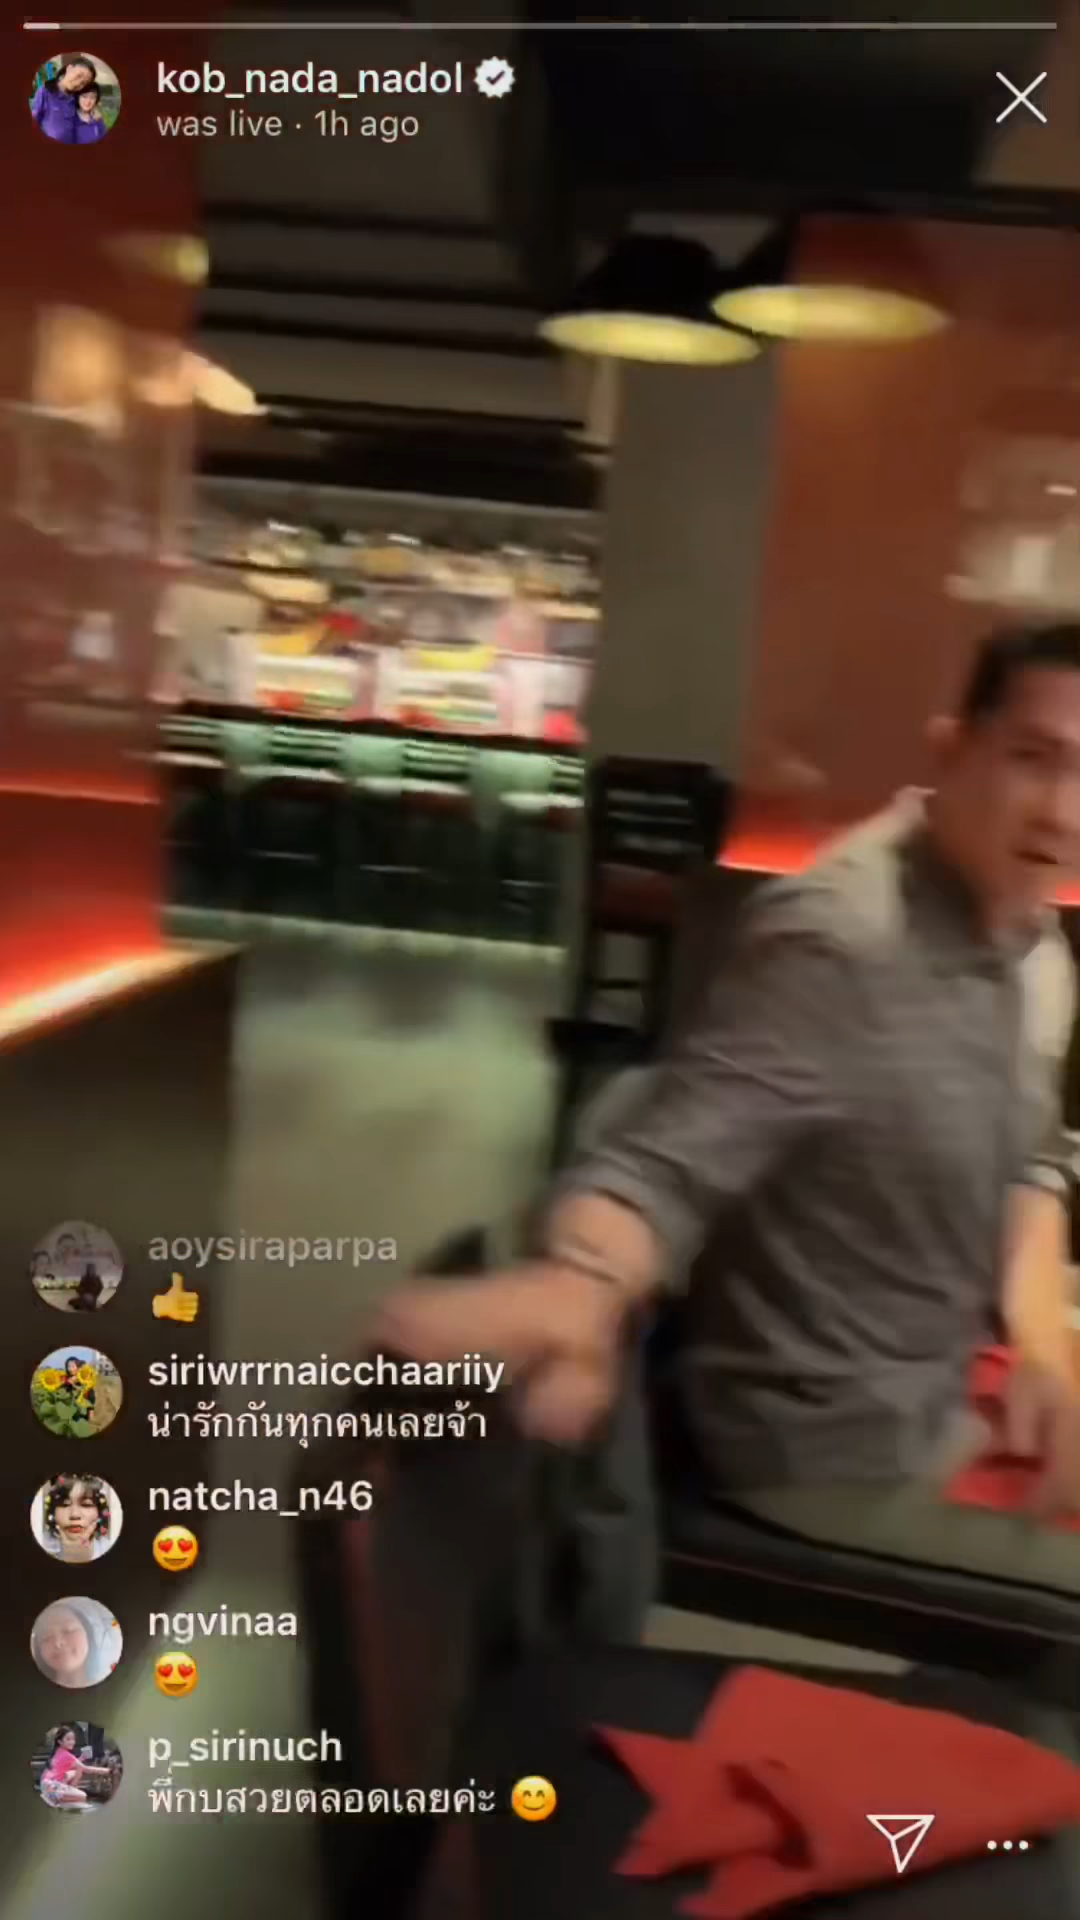 kob_nada_nadol
was live · 1h ago
aoysiraparpa
👍
siriwrrnaicchaariiy
น่ารักกันทุกคนเลยจ้า
natcha_n46
😍
ngvinaa
😍
p_sirinuch
พี่กบสวยตลอดเลยค่ะ 😊